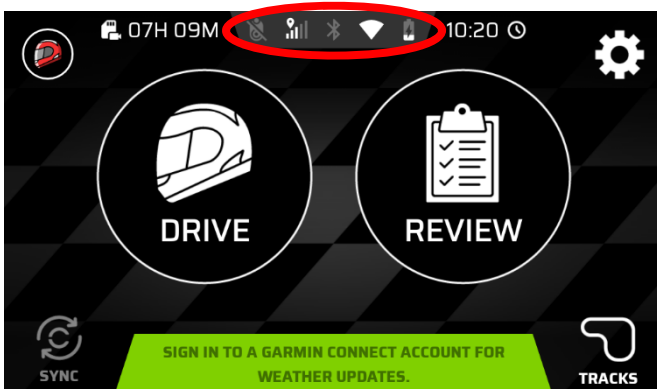 07H 09M
10:20
DRIVE
REVIEW
SYNC
SIGN IN TO A GARMIN CONNECT ACCOUNT FOR
WEATHER UPDATES.
TRACKS